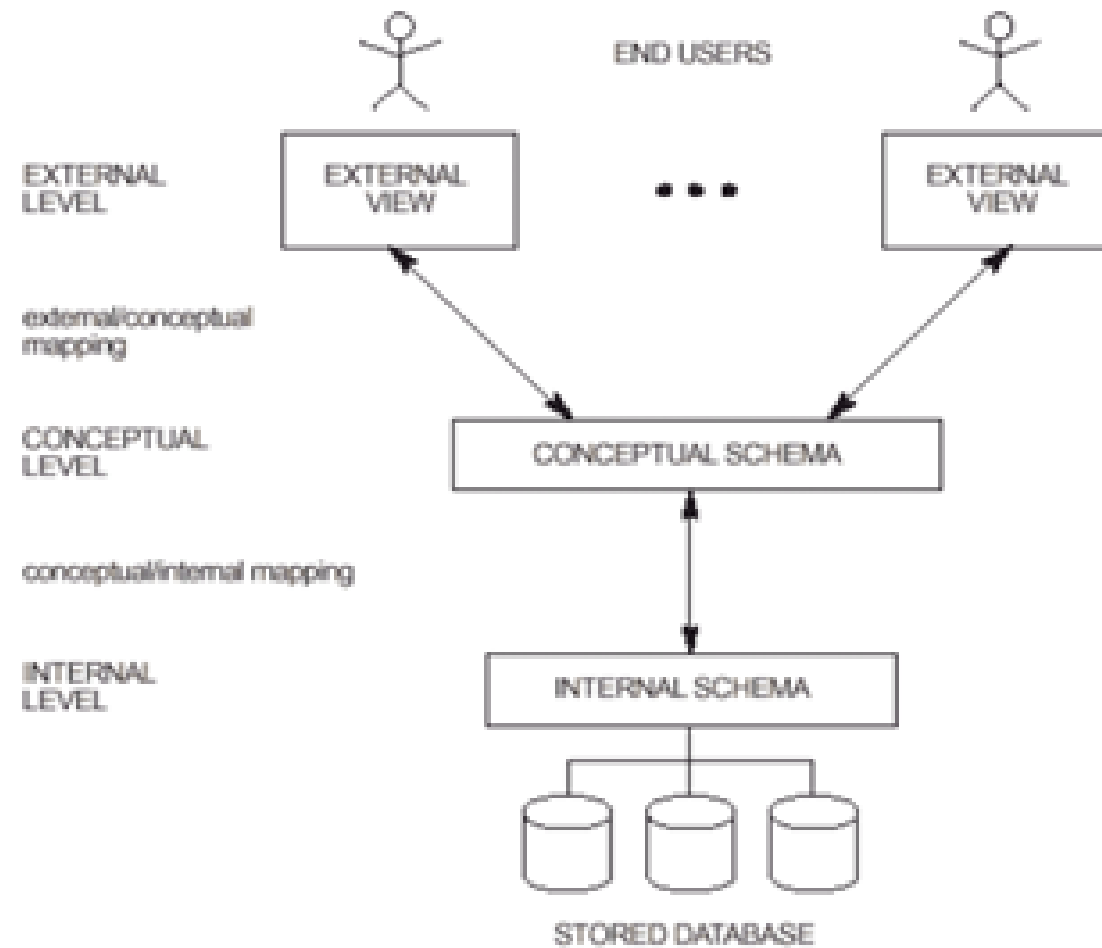 END USERS
EXTERNAL
LEVEL
EXTERNAL
VIEW
EXTERNAL
VIEW
external/conceptual
mapping
CONCEPTUAL
LEVEL
CONCEPTUAL SCHEMA
conceptual/internal mapping
INTERNAL
LEVEL
INTERNAL SCHEMA
STORED DATABASE